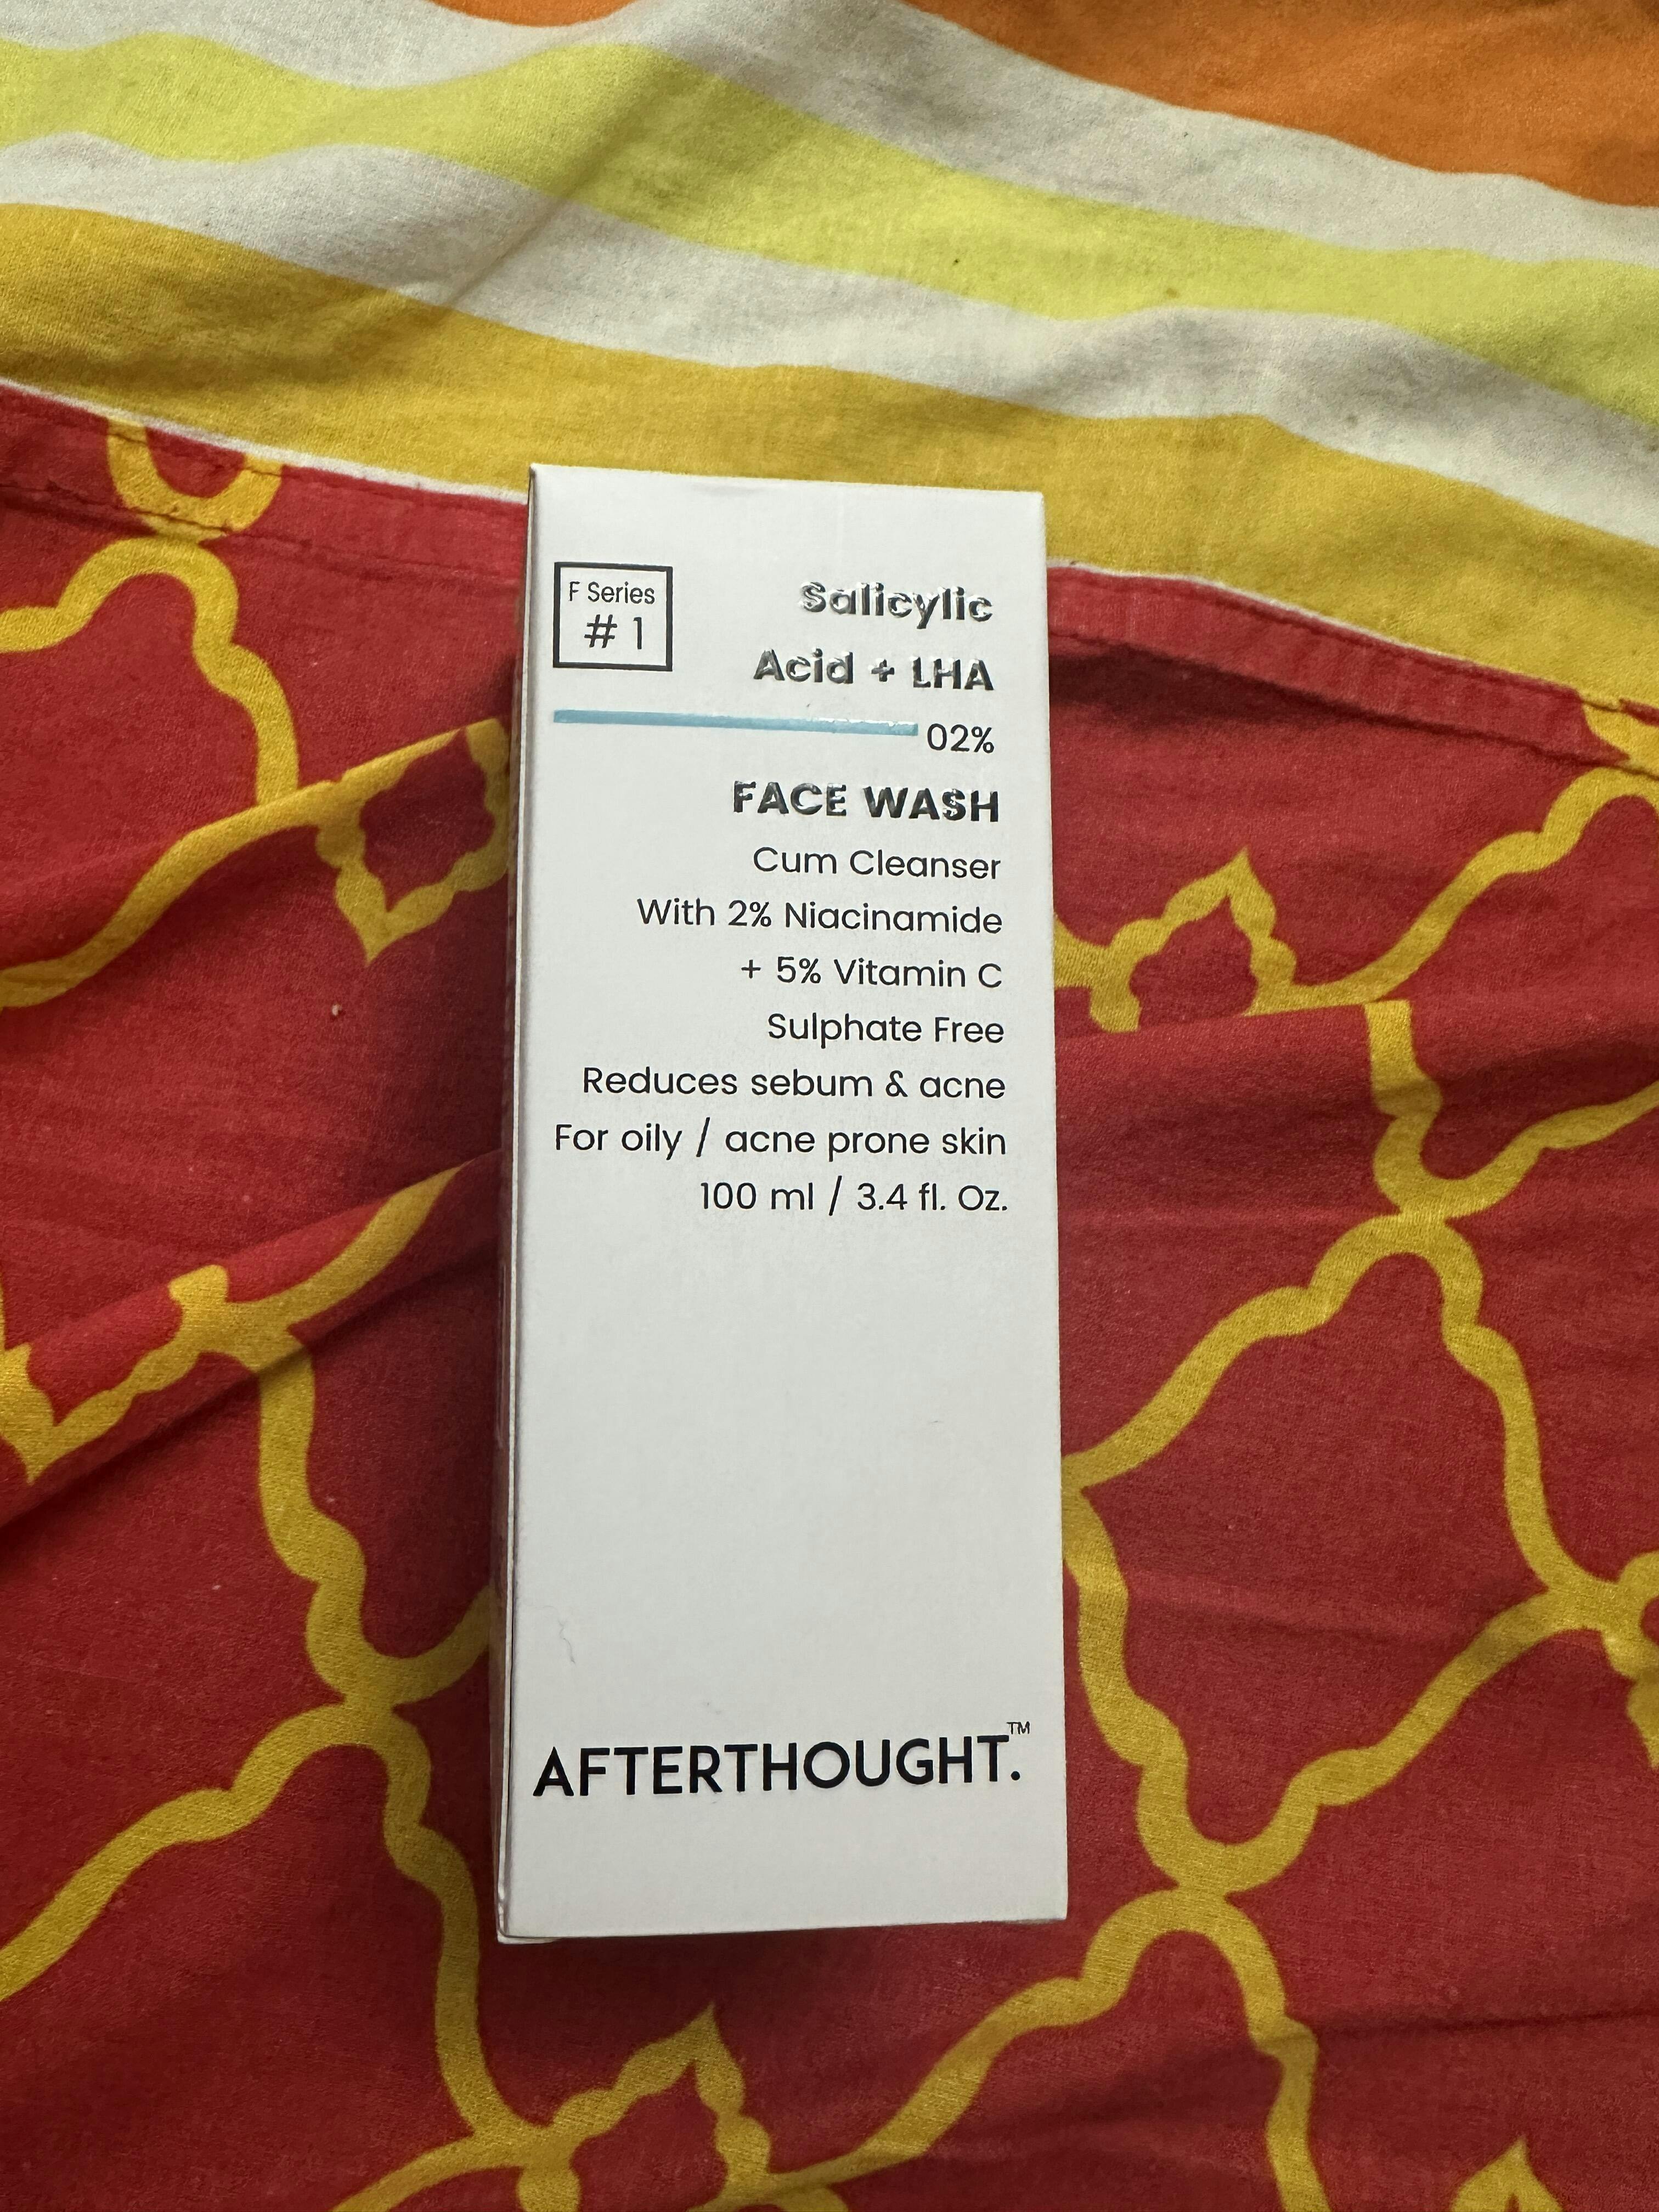 F Series
# 1
Salicylic
Acid + LHA
02%
FACE WASH
Cum Cleanser
With 2% Niacinamide
+ 5% Vitamin C
Sulphate Free
Reduces sebum & acne
For oily / acne prone skin
100 ml / 3.4 fl. Oz.
AFTERTHOUGHT.™